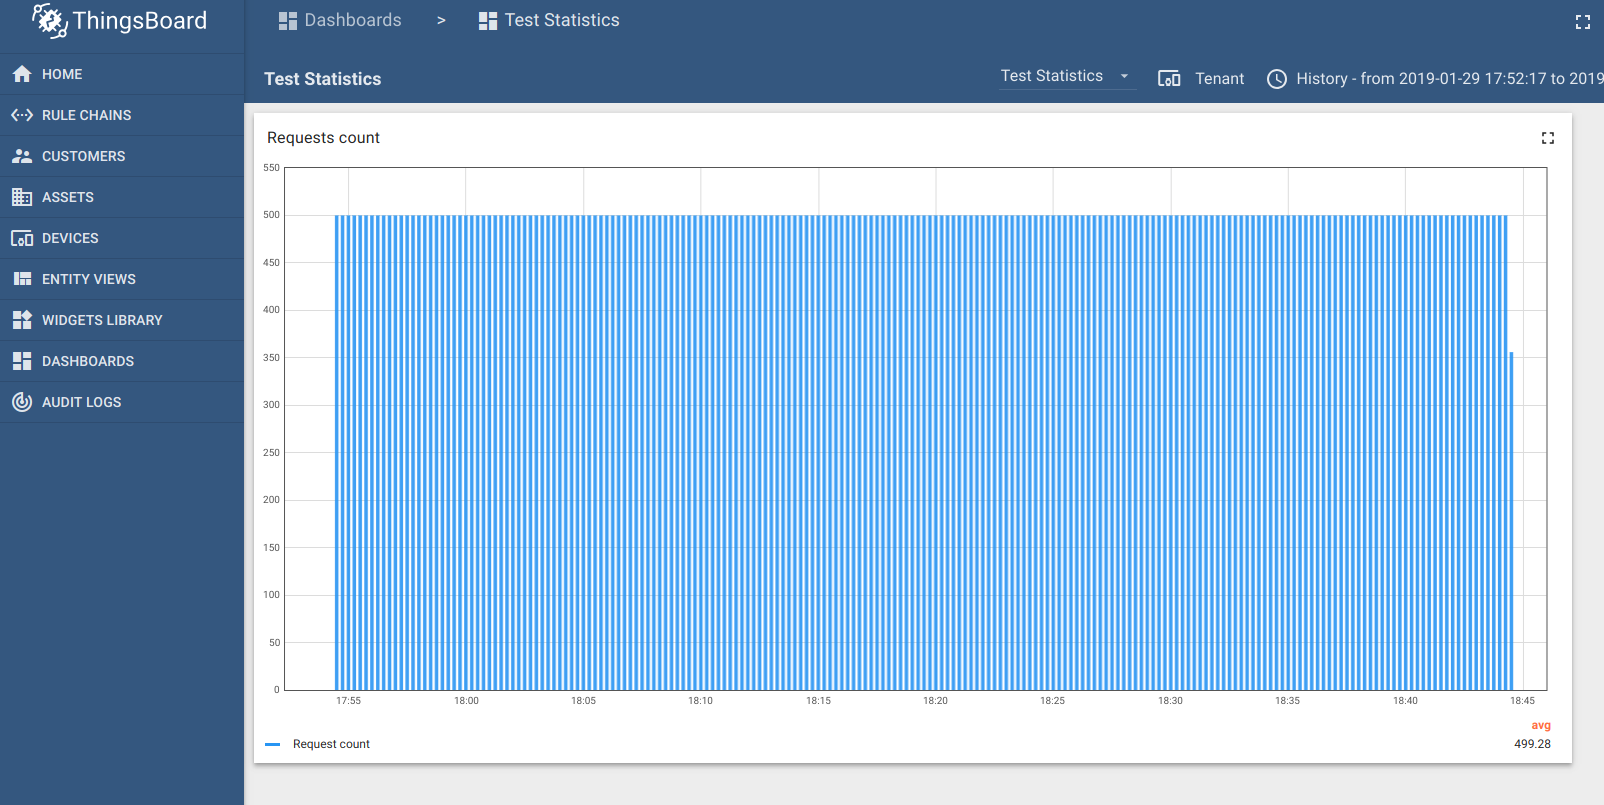 ThingsBoard
HOME
RULE CHAINS
CUSTOMERS
ASSETS
DEVICES
ENTITY VIEWS
WIDGETS LIBRARY
DASHBOARDS
AUDIT LOGS
Dashboards > Test Statistics
Test Statistics
Test Statistics Tenant History - from 2019-01-29 17:52:17 to 2019
Requests count
550
500
450
400
350
300
250
200
150
100
50
0
17:55 18:00 18:05 18:10 18:15 18:20 18:25 18:30 18:35 18:40 18:45
avg
Request count 499.28